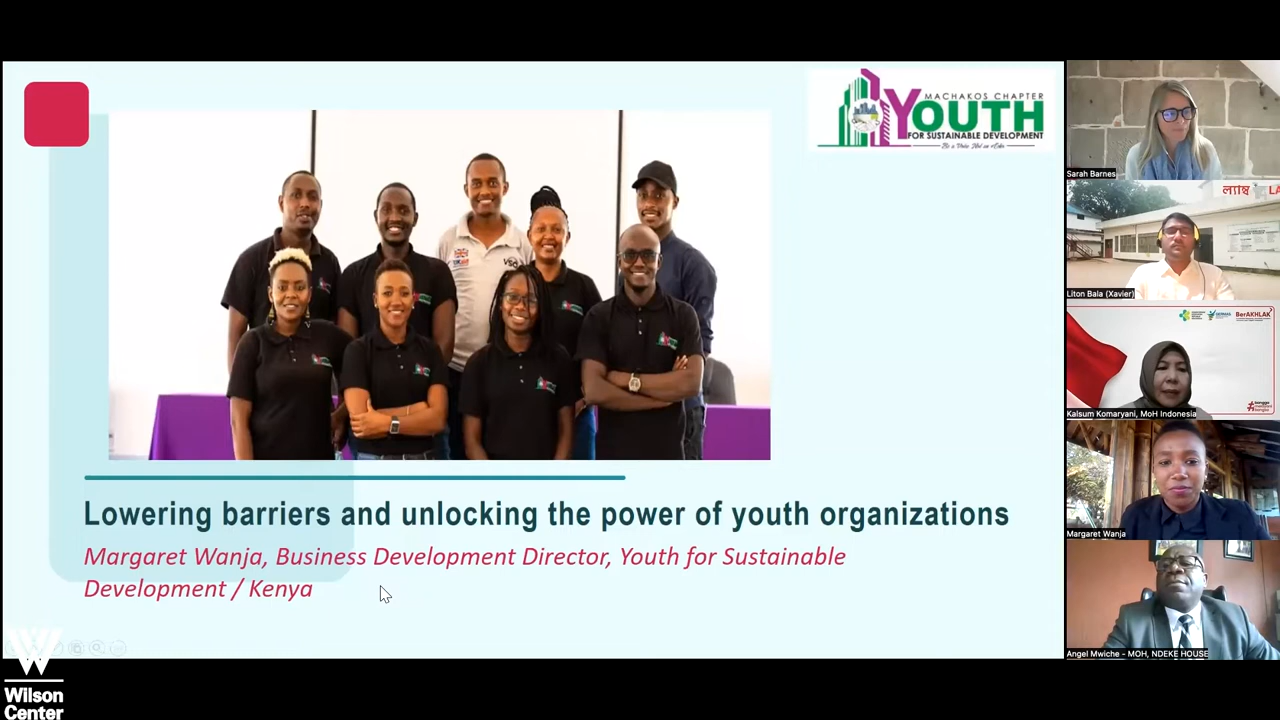 MACHAKOS CHAPTER
YOUTH
FOR SUSTAINABLE DEVELOPMENT
Lowering barriers and unlocking the power of youth organizations
Margaret Wanja, Business Development Director, Youth for Sustainable
Development / Kenya
Wilson
Center
Sarah Barnes
ল্যাম্ব LA
Liton Bala (Xavier)
BerAKHLAK
Kalsum Komaryani, MoH Indonesia
Margaret Wanja
Angel Mwiche - MOH, NDEKE HOUSE